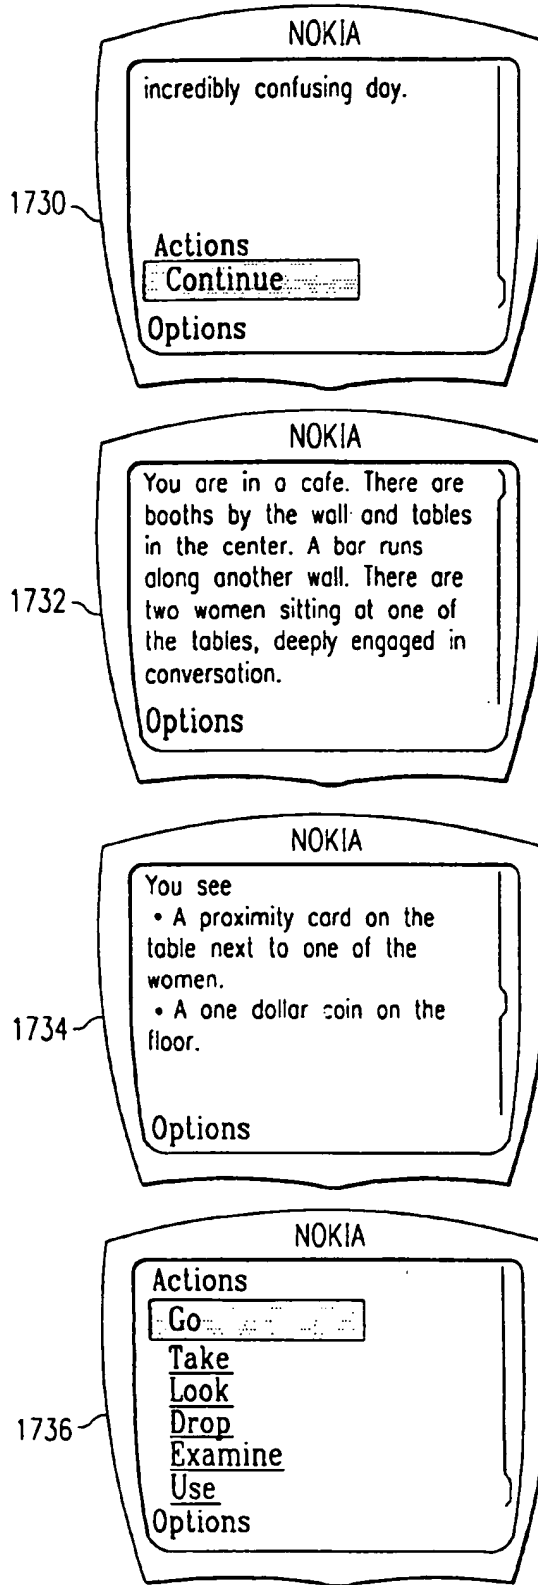 NOKIA
incredibly confusing day.
1730
Actions
Continue
Options
NOKIA
You are in a cafe. There are
booths by the wall and tables
in the center. A bar runs
along another wall. There are
1732
two women sitting at one of
the tables, deeply engaged in
conversation.
Options
NOKIA
You see
• A proximity card on the
table next to one of the
women.
• A one dollar coin on the
1734
floor.
Options
NOKIA
Actions
Go
Take
Look
Drop
1736
Examine
Use
Options